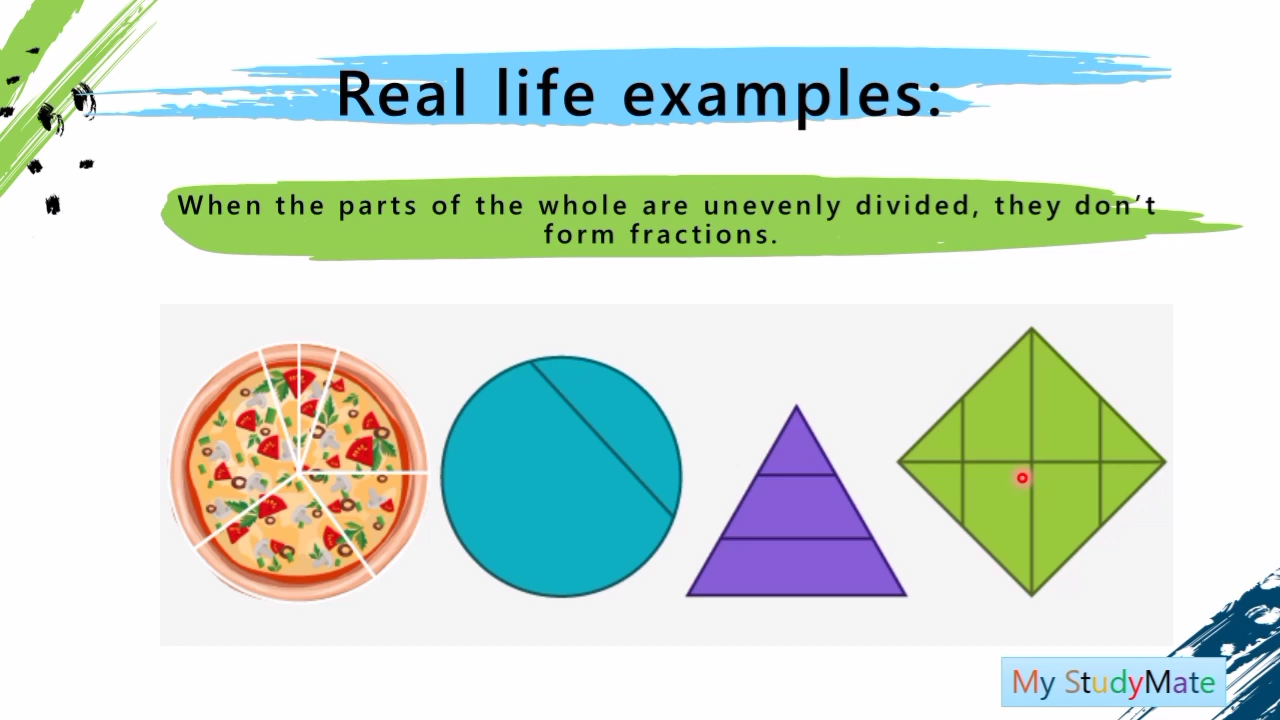 Real life examples:
When the parts of the whole are unevenly divided, they don’t
form fractions.
My StudyMate